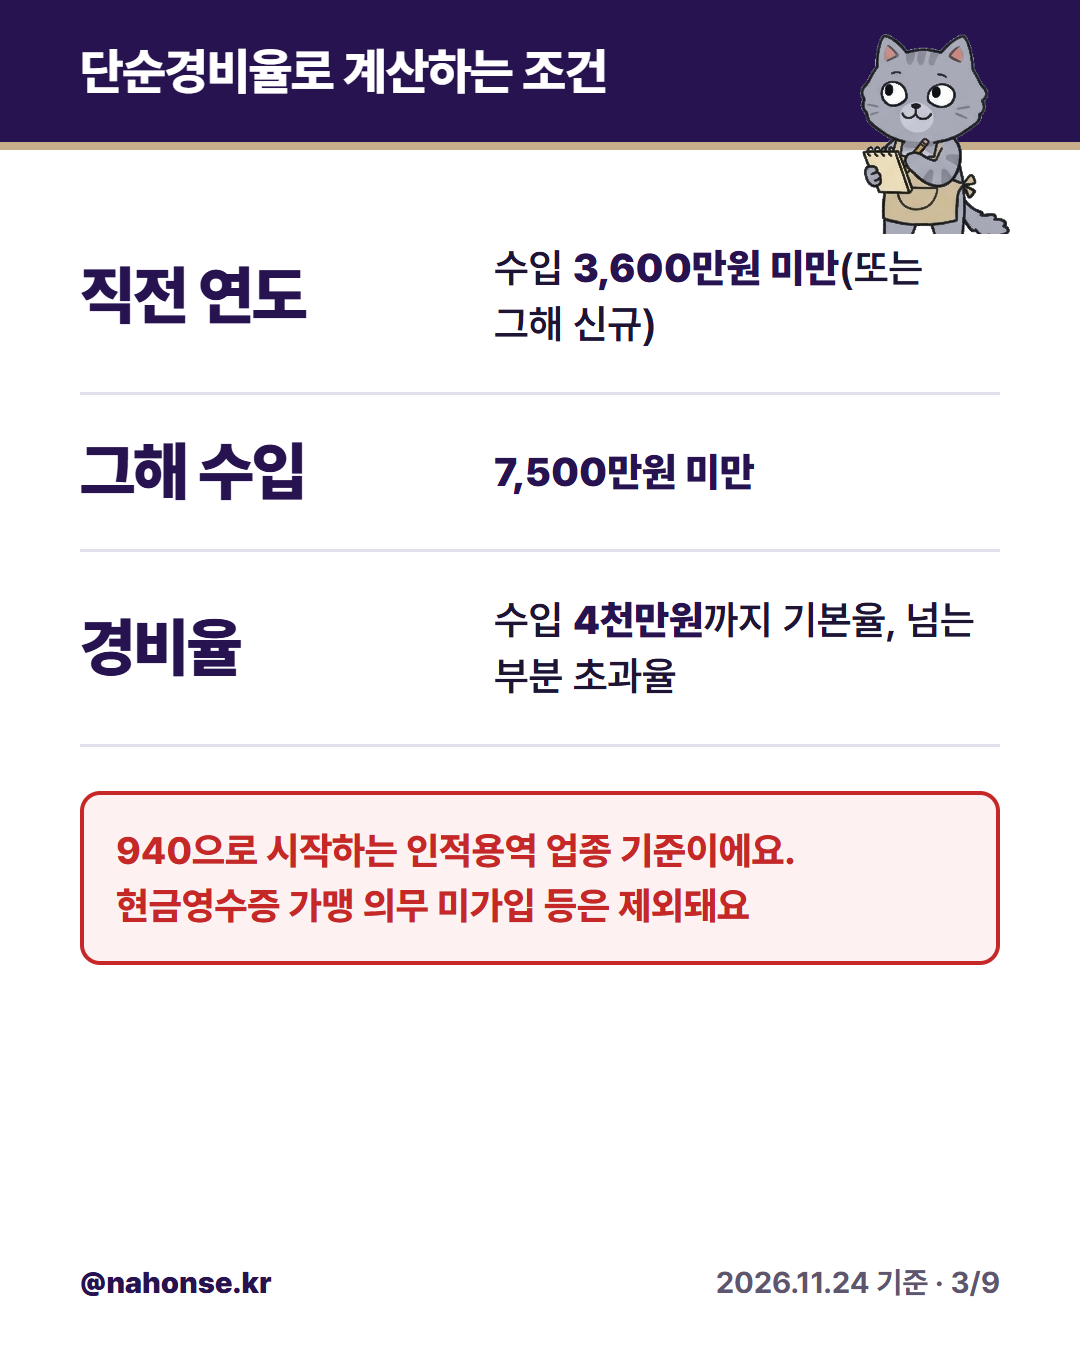 단순경비율로 계산하는 조건
직전 연도
수입 3,600만원 미만(또는
그해 신규)
그해 수입
7,500만원 미만
경비율
수입 4천만원까지 기본율, 넘는
부분 초과율
940으로 시작하는 인적용역 업종 기준이에요.
현금영수증 가맹 의무 미가입 등은 제외돼요
@nahonse.kr
2026.11.24 기준 · 3/9